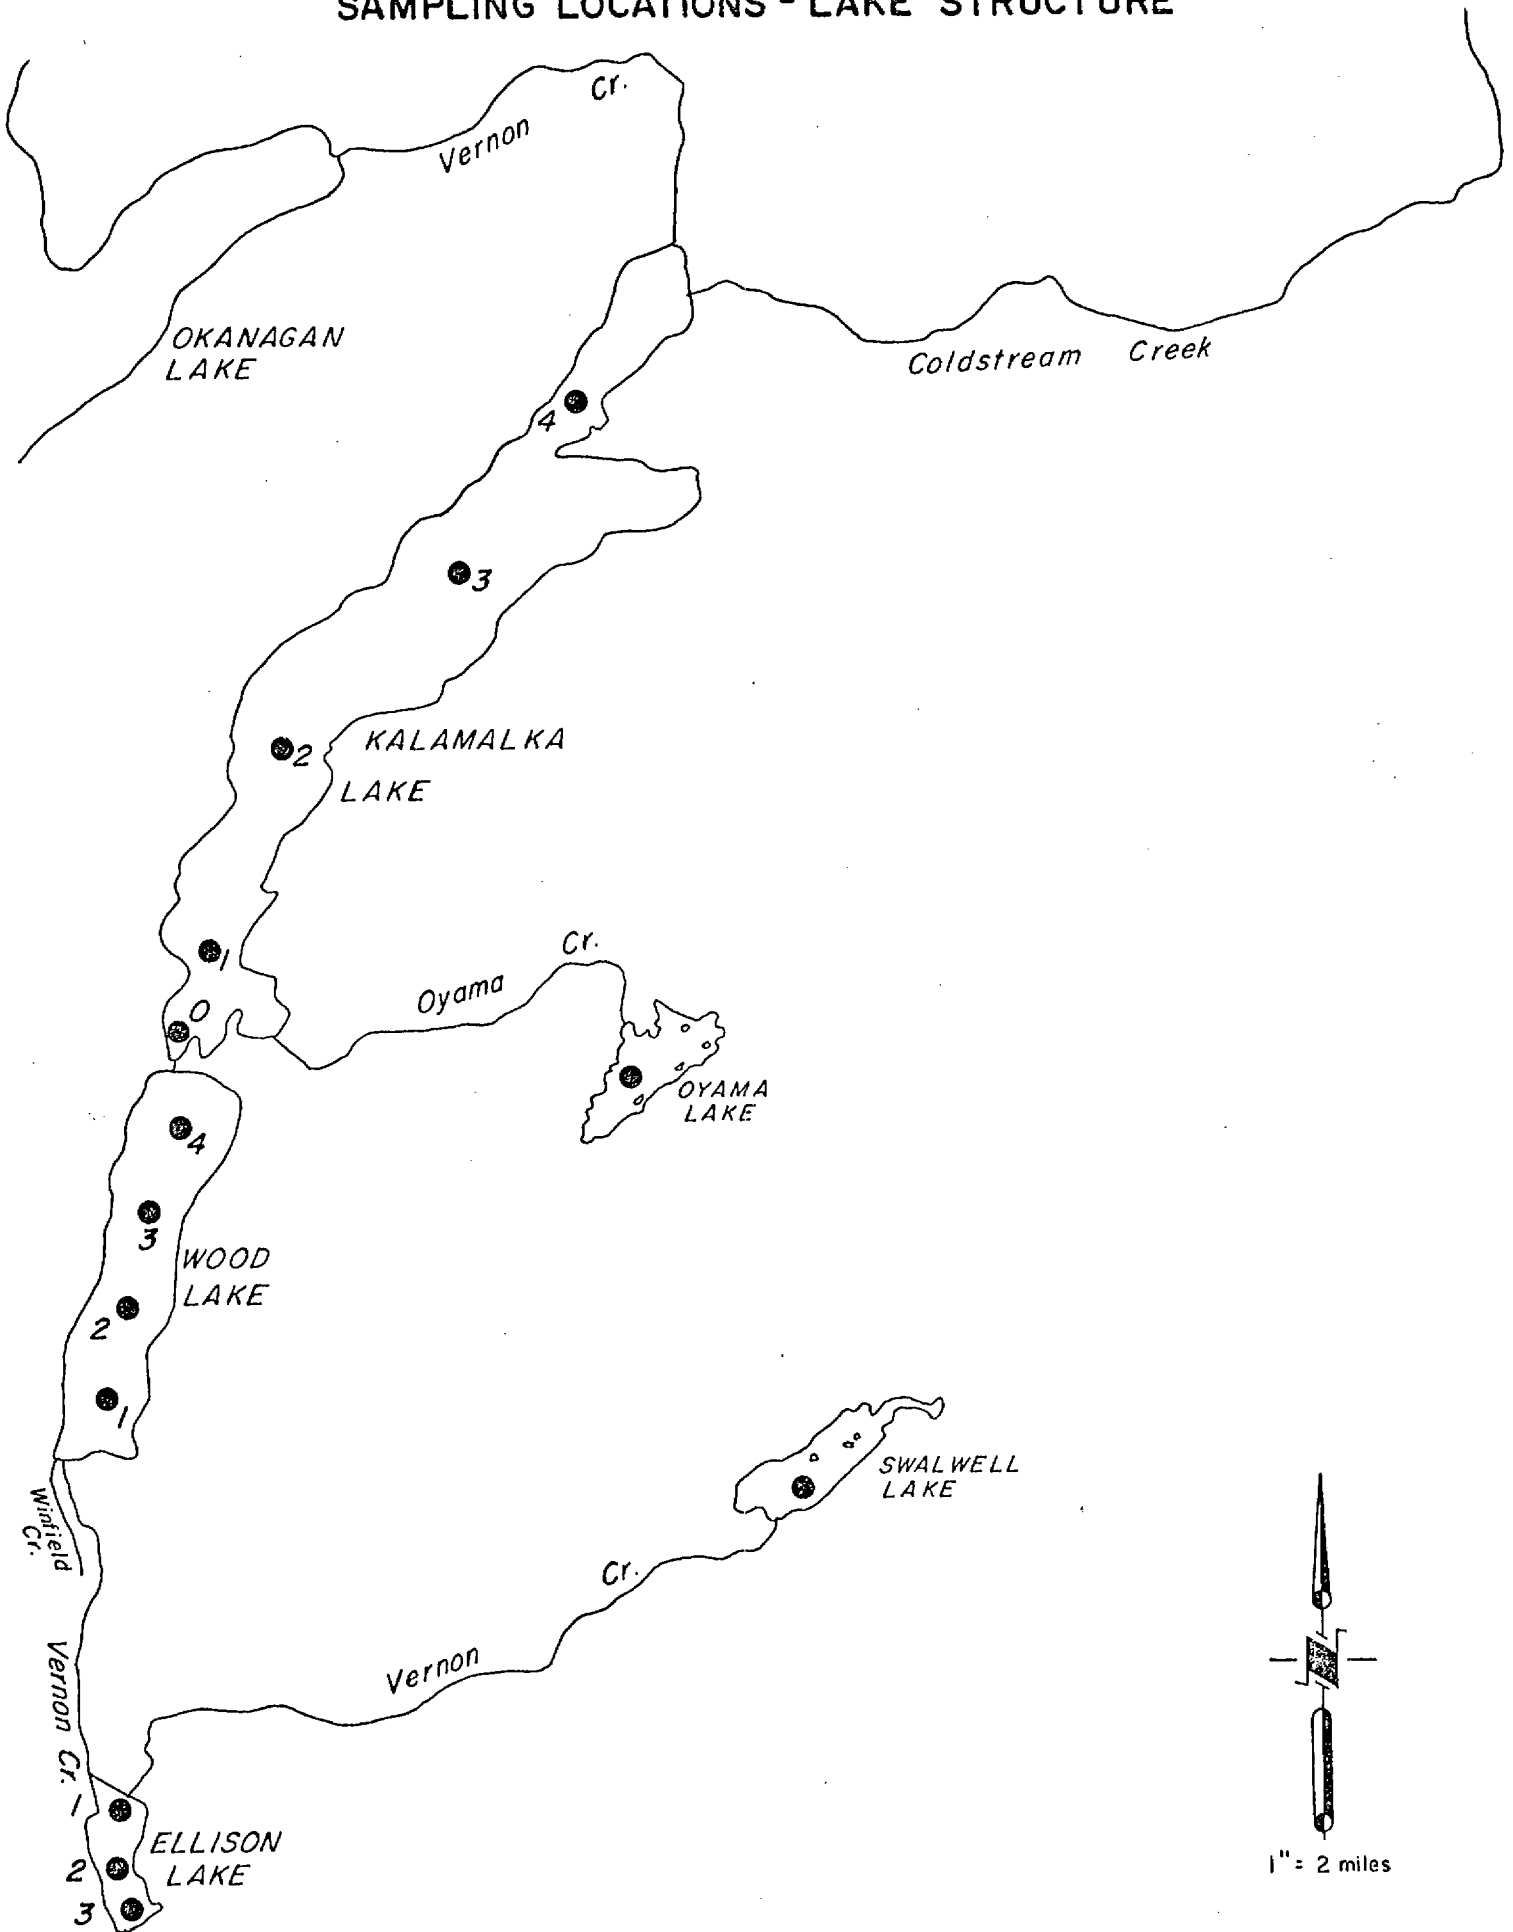 SAMPLING LOCATIONS - LAKE STRUCTURE
Cr.
Vernon
OKANAGAN
LAKE
Coldstream Creek
4
3
2
KALAMALKA
LAKE
1
Cr.
Oyama
O
OYAMA
LAKE
4
3
WOOD
LAKE
2
1
SWALWELL
LAKE
Winfield
Cr.
Cr.
Vernon
Vernon Cr.
1
ELLISON
LAKE
2
3
1" = 2 miles